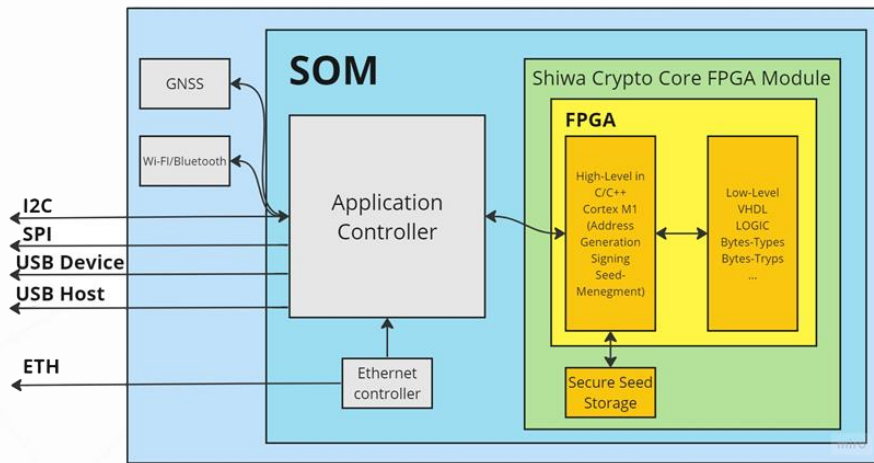 SOM
GNSS
Wi-FI/Bluetooth
I2C
SPI
USB Device
USB Host
ETH
Application
Controller
Ethernet
controller
Shiwa Crypto Core FPGA Module
FPGA
High-Level in
C/C++
Cortex M1
(Address
Generation
Signing
Seed-
Menegment)
Low-Level
VHDL
LOGIC
Bytes-Types
Bytes-Tryps
...
Secure Seed
Storage
miro